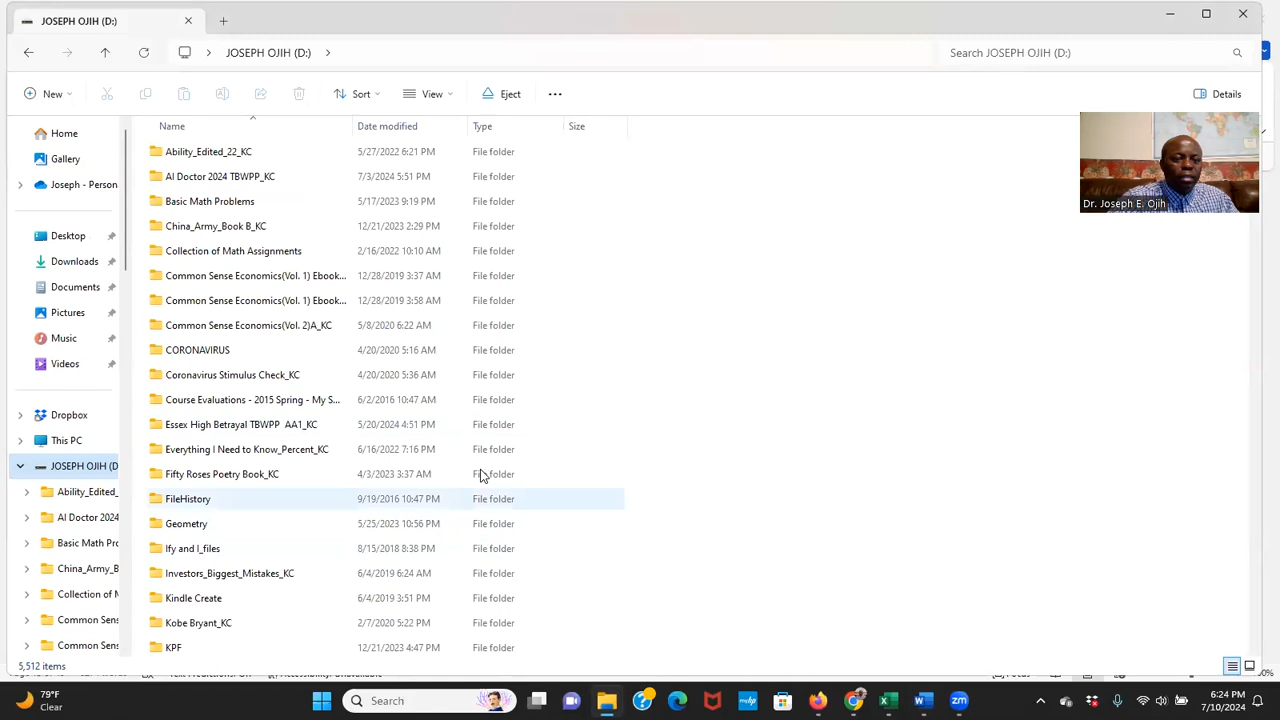 JOSEPH OJIH (D:)
JOSEPH OJIH (D:)
Search JOSEPH OJIH (D:)
New
Sort
View
Eject
Details
Name Date modified Type Size
Home
Gallery
Joseph - Person
Desktop
Downloads
Documents
Pictures
Music
Videos
Dropbox
This PC
JOSEPH OJIH (D
Ability_Edited_
AI Doctor 2024
Basic Math Pro
China_Army_B
Collection of M
Common Sens
Common Sens
Ability_Edited_22_KC 5/27/2022 6:21 PM File folder
AI Doctor 2024 TBWPP_KC 7/3/2024 5:51 PM File folder
Basic Math Problems 5/17/2023 9:19 PM File folder
China_Army_Book B_KC 12/21/2023 2:29 PM File folder
Collection of Math Assignments 2/16/2022 10:10 AM File folder
Common Sense Economics(Vol. 1) Ebook... 12/28/2019 3:37 AM File folder
Common Sense Economics(Vol. 1) Ebook... 12/28/2019 3:58 AM File folder
Common Sense Economics(Vol. 2)A_KC 5/8/2020 6:22 AM File folder
CORONAVIRUS 4/20/2020 5:16 AM File folder
Coronavirus Stimulus Check_KC 4/20/2020 5:36 AM File folder
Course Evaluations - 2015 Spring - My S... 6/2/2016 10:47 AM File folder
Essex High Betrayal TBWPP AA1_KC 5/20/2024 4:51 PM File folder
Everything I Need to Know_Percent_KC 6/16/2022 7:16 PM File folder
Fifty Roses Poetry Book_KC 4/3/2023 3:37 AM File folder
FileHistory 9/19/2016 10:47 PM File folder
Geometry 5/25/2023 10:56 PM File folder
Ify and I_files 8/15/2018 8:38 PM File folder
Investors_Biggest_Mistakes_KC 6/4/2019 6:24 AM File folder
Kindle Create 6/4/2019 3:51 PM File folder
Kobe Bryant_KC 2/7/2020 5:22 PM File folder
KPF 12/21/2023 4:47 PM File folder
Dr. Joseph E. Ojih
5,512 items
79°F
Clear
Search
6:24 PM
7/10/2024